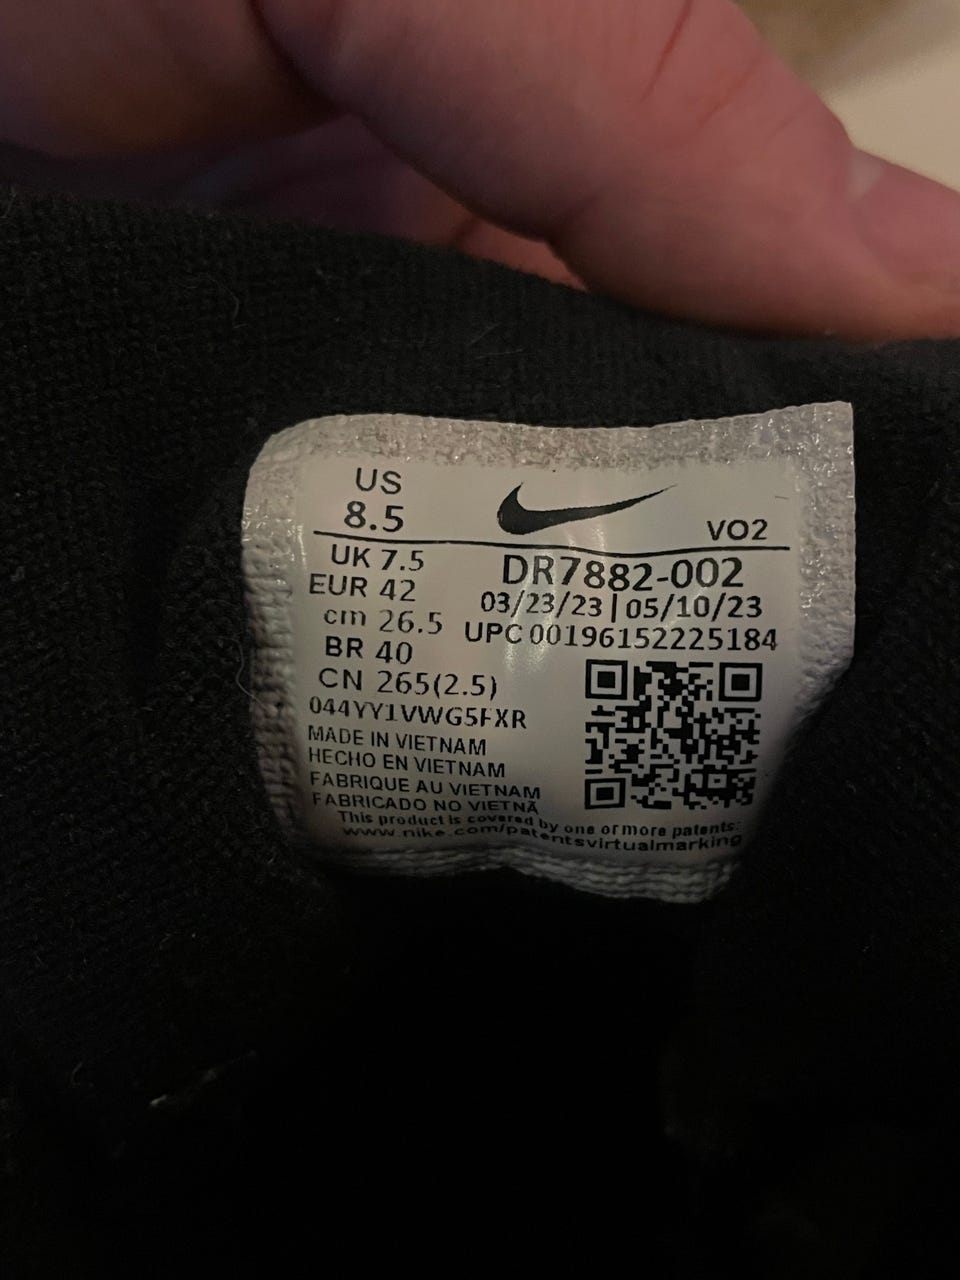 US
8.5
VO2
UK 7.5
EUR 42
cm 26.5
BR 40
CN 265(2.5)
044YY1VWG5FXR
DR7882-002
03/23/23 | 05/10/23
UPC 00196152225184
MADE IN VIETNAM
HECHO EN VIETNAM
FABRIQUE AU VIETNAM
FABRICADO NO VIETNÃ
This product is covered by one or more patents:
www.nike.com/patentsvirtualmarking